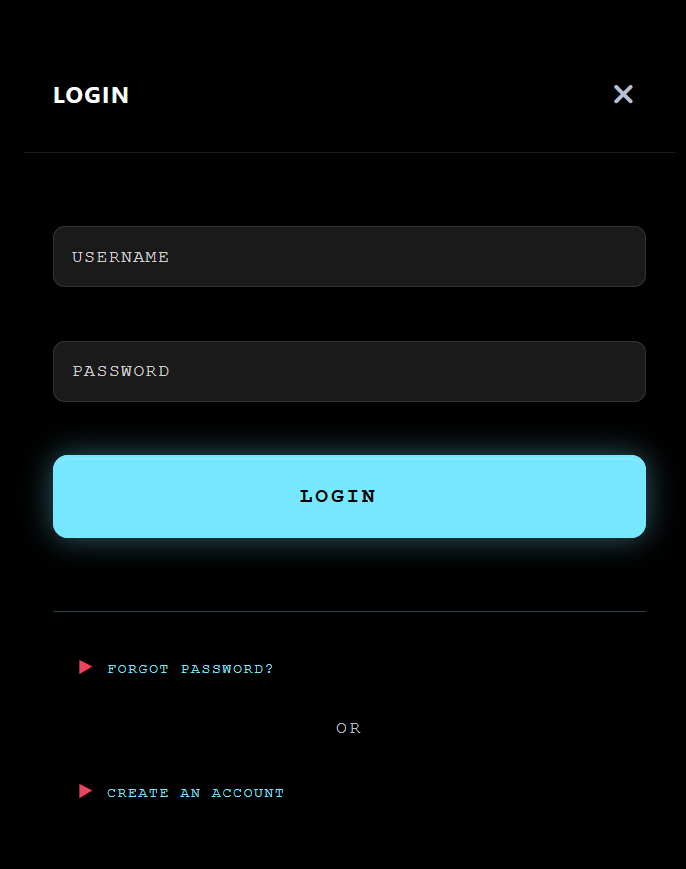 LOGIN
USERNAME
PASSWORD
LOGIN
FORGOT PASSWORD?
OR
CREATE AN ACCOUNT